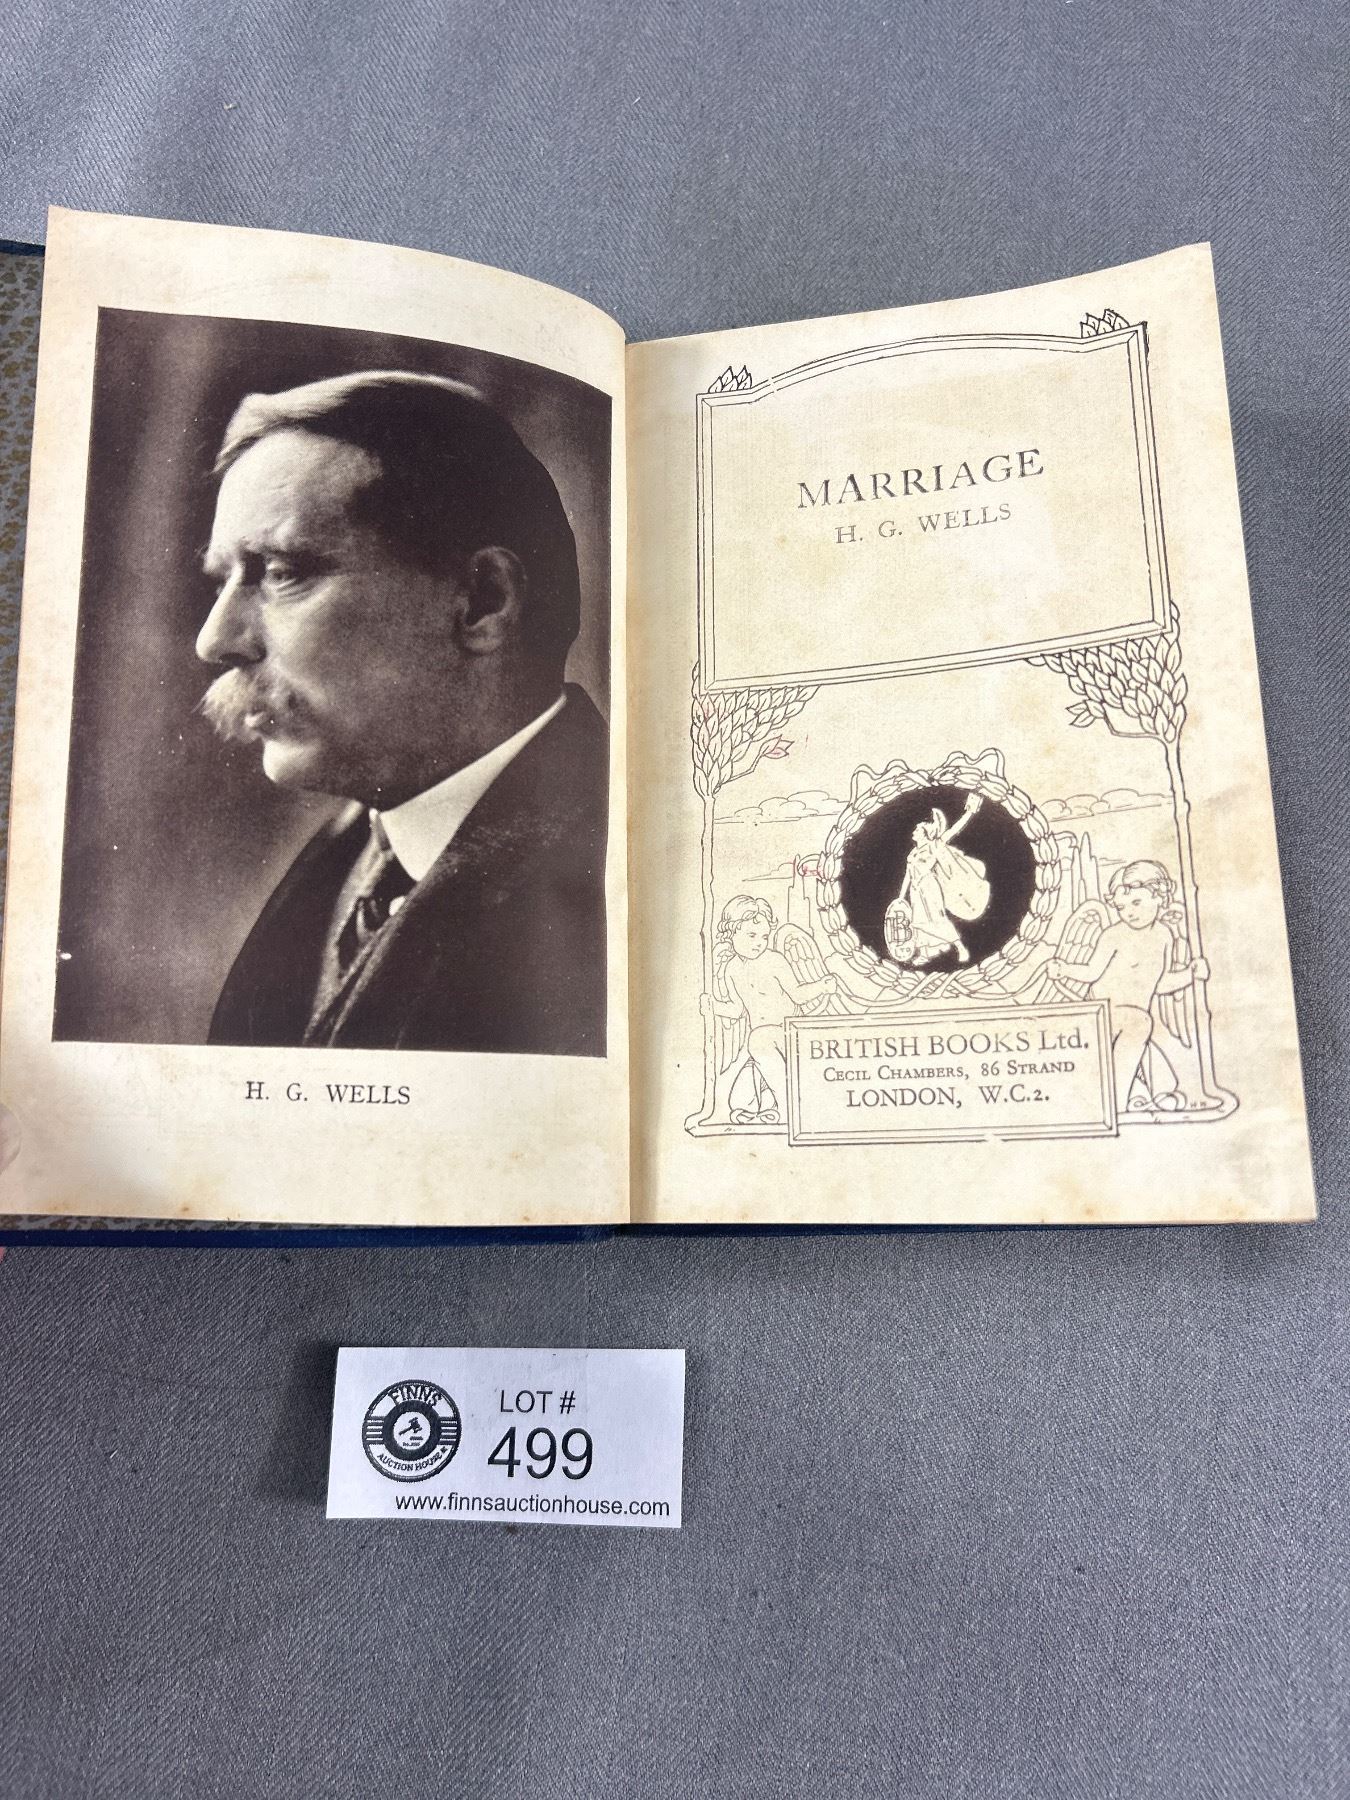 H. G. WELLS
MARRIAGE
H. G. WELLS
BRITISH BOOKS Ltd.
CECIL CHAMBERS, 86 STRAND
LONDON, W.C.2.
FINNS
AUCTION HOUSE
LOT #
499
www.finnsauctionhouse.com